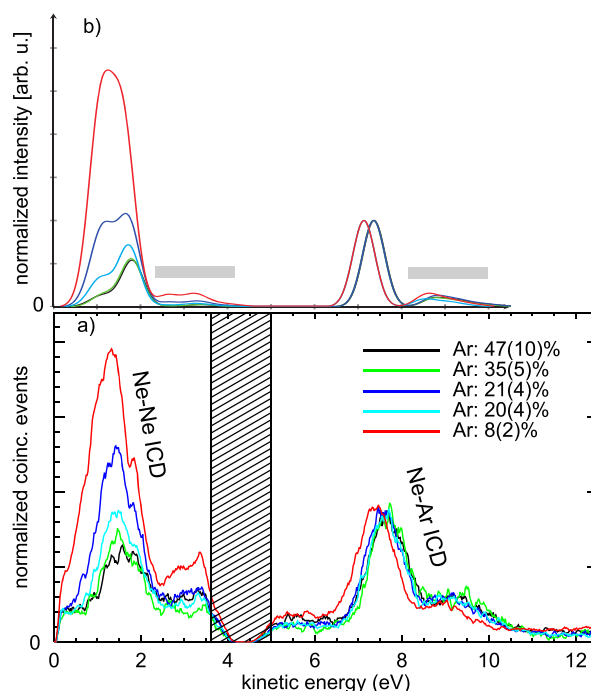 b)
normalized intensity [arb. u.]
0
a)
Ar: 47(10)%
Ar: 35(5)%
Ar: 21(4)%
Ar: 20(4)%
Ar: 8(2)%
Ne-Ne ICD
Ne-Ar ICD
normalized coinc. events
0
0 2 4 6 8 10 12
kinetic energy (eV)